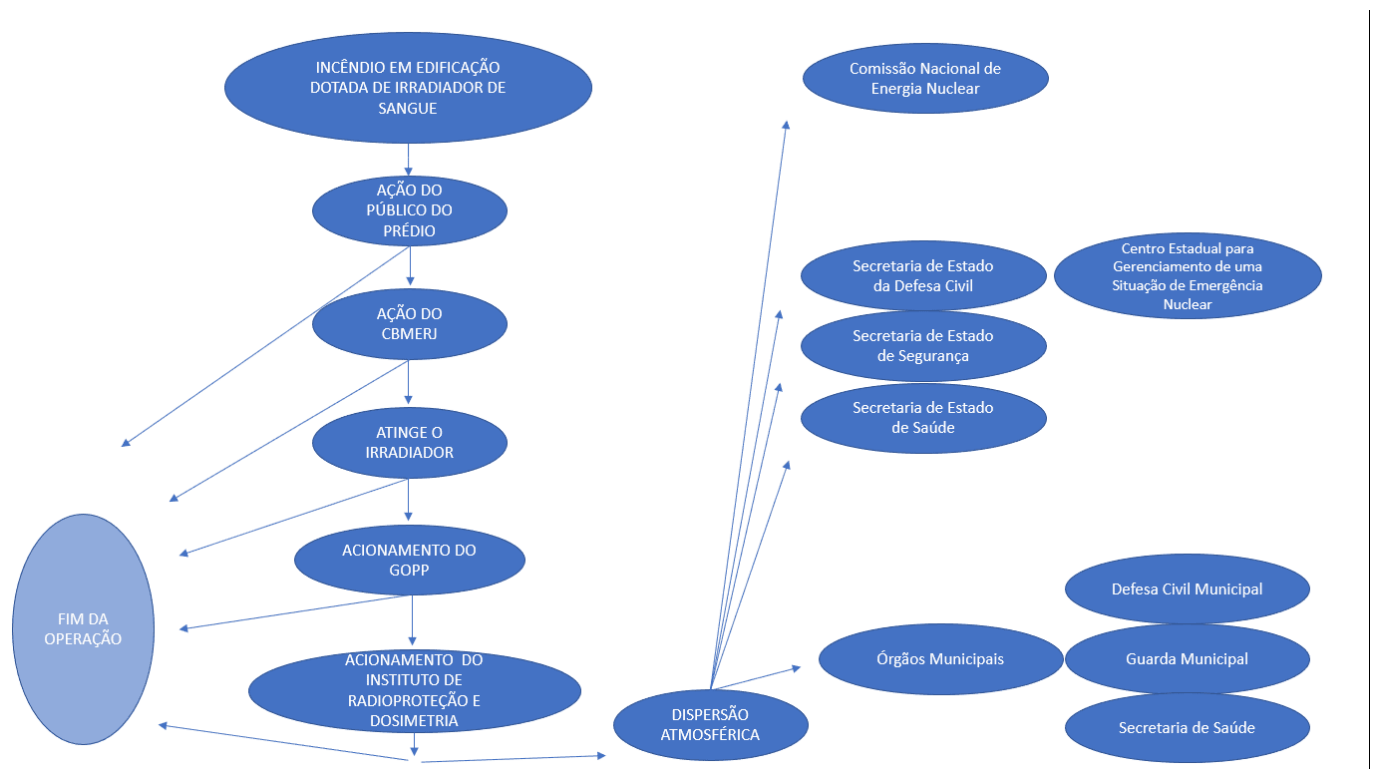 INCÊNDIO EM EDIFICAÇÃO
DOTADA DE IRRADIADOR DE
SANGUE
AÇÃO DO
PÚBLICO DO
PRÉDIO
AÇÃO DO
CBMERJ
ATINGE O
IRRADIADOR
ACIONAMENTO DO
GOPP
ACIONAMENTO DO
INSTITUTO DE
RADIOPROTEÇÃO E
DOSIMETRIA
FIM DA
OPERAÇÃO
DISPERSÃO
ATMOSFÉRICA
Comissão Nacional de
Energia Nuclear
Secretaria de Estado
da Defesa Civil
Secretaria de Estado
de Segurança
Secretaria de Estado
de Saúde
Centro Estadual para
Gerenciamento de uma
Situação de Emergência
Nuclear
Órgãos Municipais
Defesa Civil Municipal
Guarda Municipal
Secretaria de Saúde